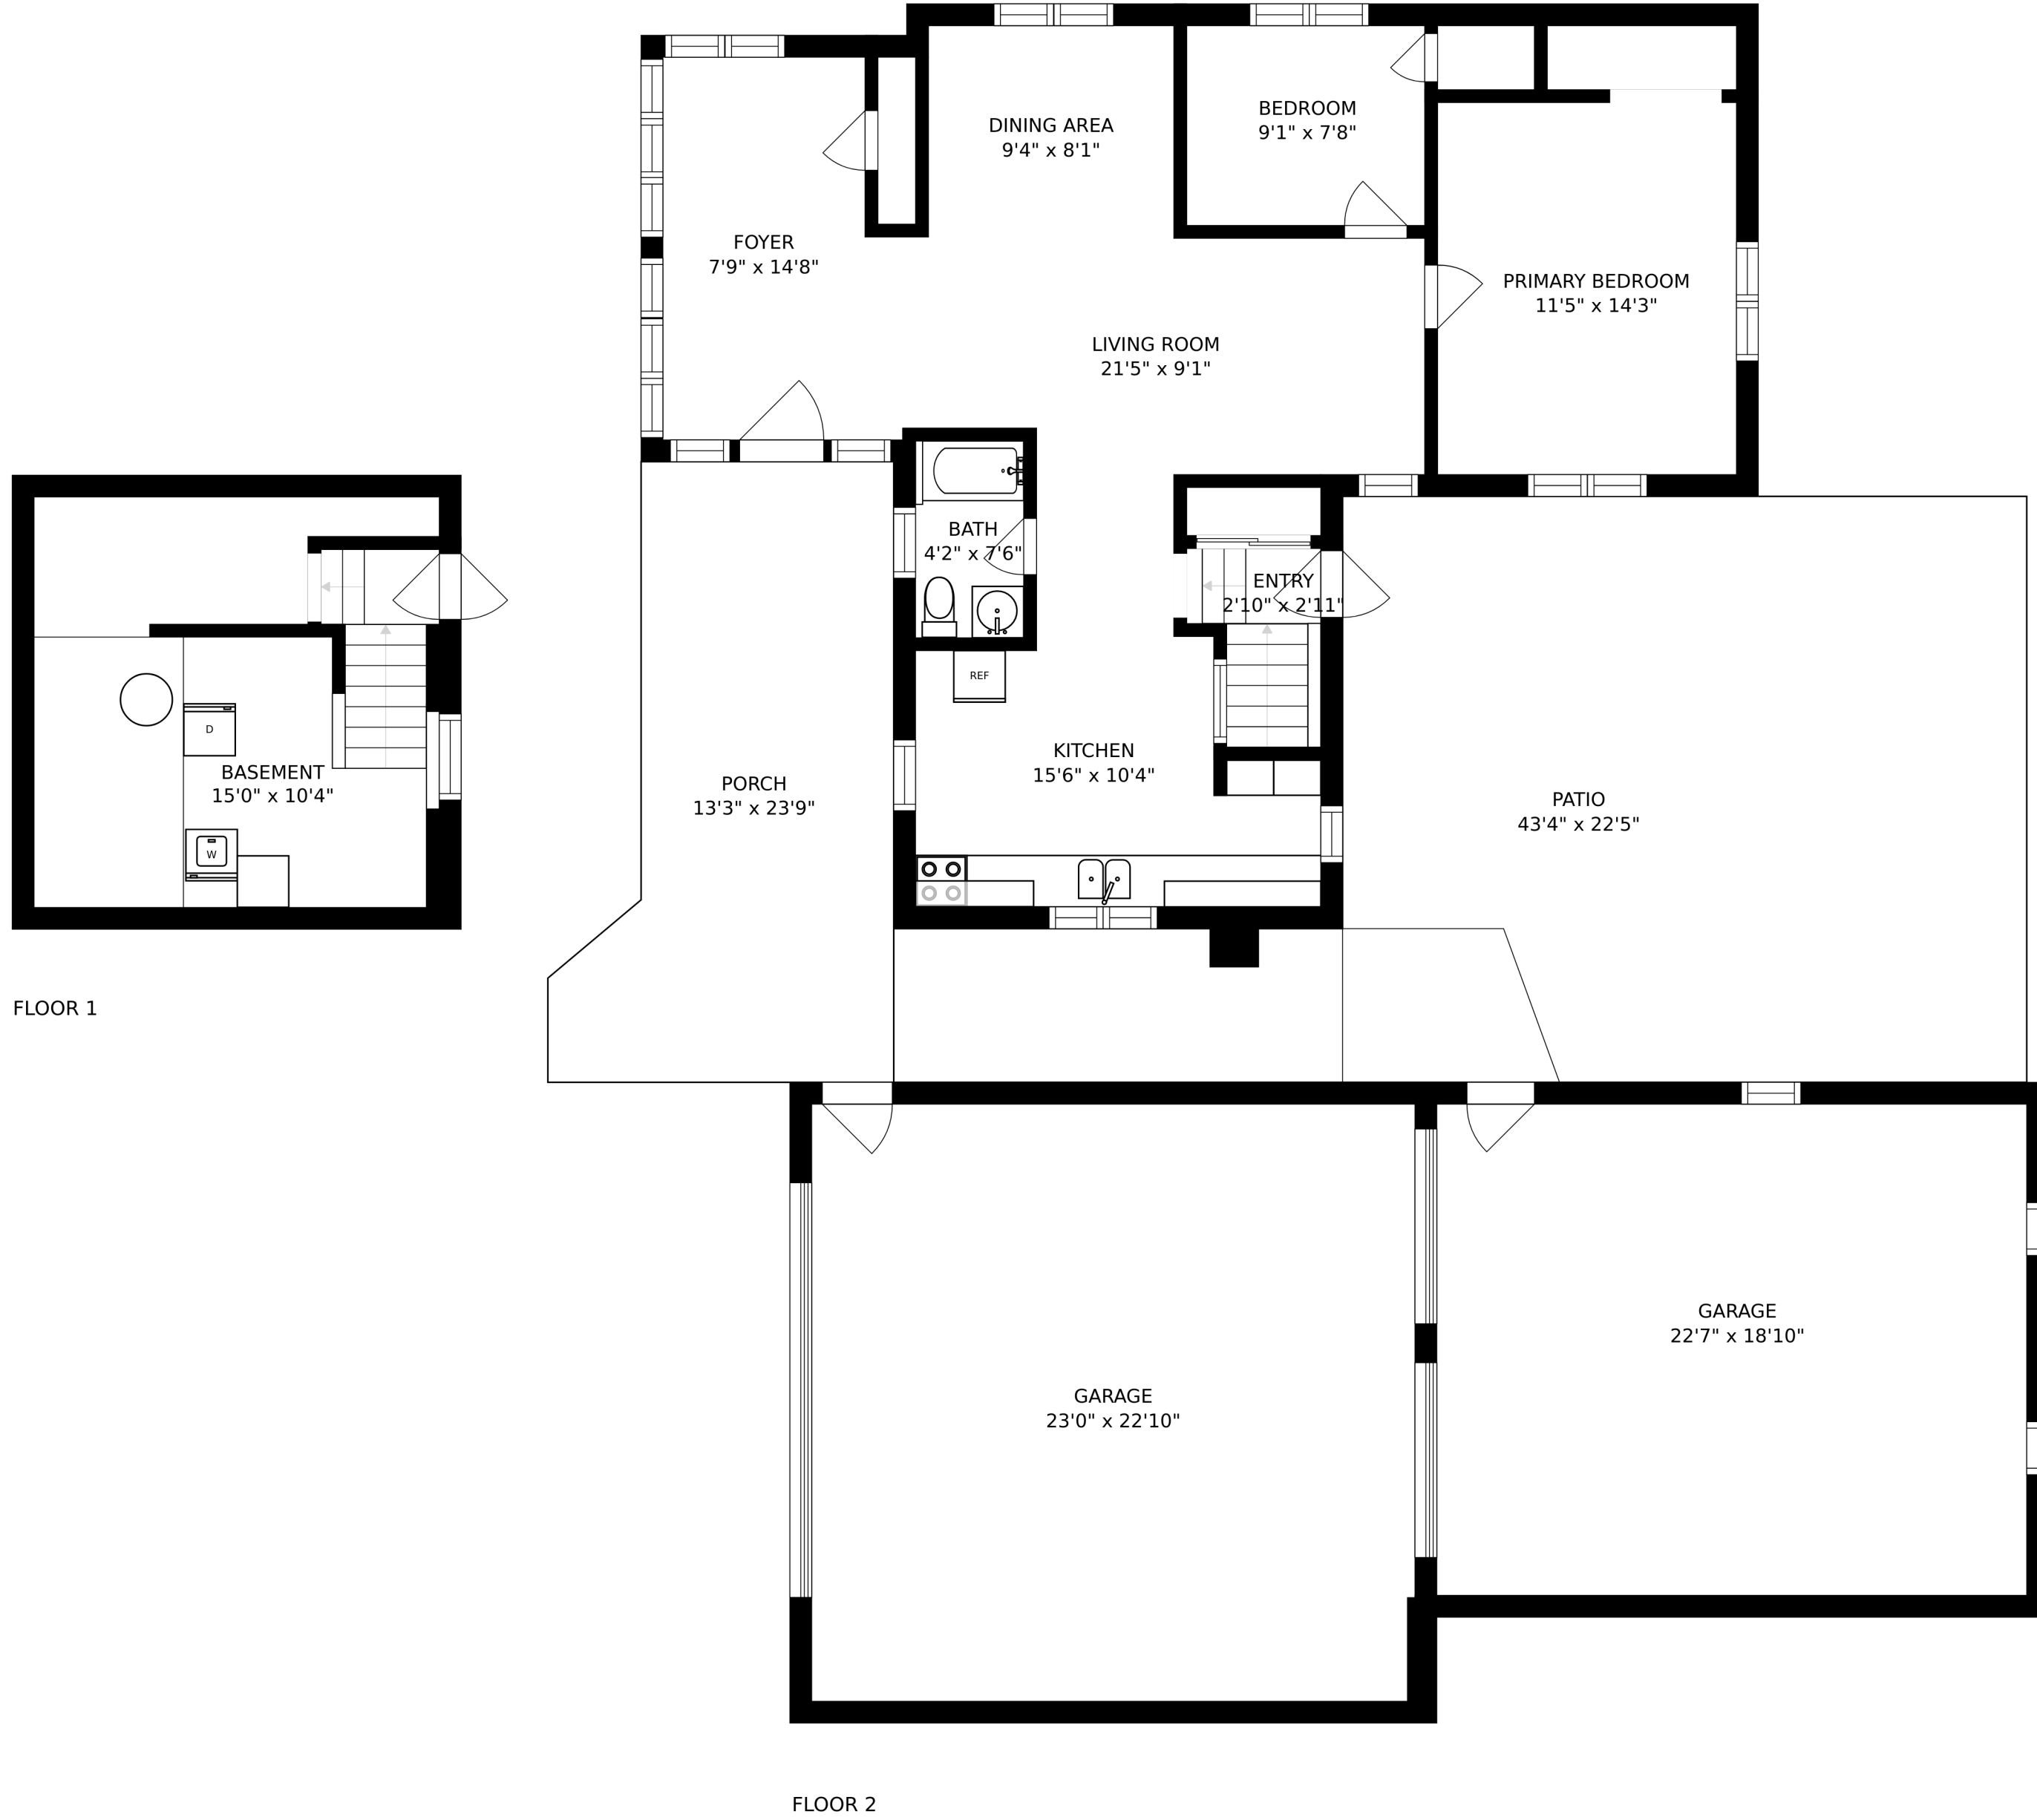 DINING AREA
9'4" x 8'1"
BEDROOM
9'1" x 7'8"
FOYER
7'9" x 14'8"
PRIMARY BEDROOM
11'5" x 14'3"
LIVING ROOM
21'5" x 9'1"
BATH
4'2" x 7'6"
ENTRY
2'10" x 2'11"
REF
D
BASEMENT
15'0" x 10'4"
W
KITCHEN
15'6" x 10'4"
PORCH
13'3" x 23'9"
PATIO
43'4" x 22'5"
FLOOR 1
GARAGE
22'7" x 18'10"
GARAGE
23'0" x 22'10"
FLOOR 2